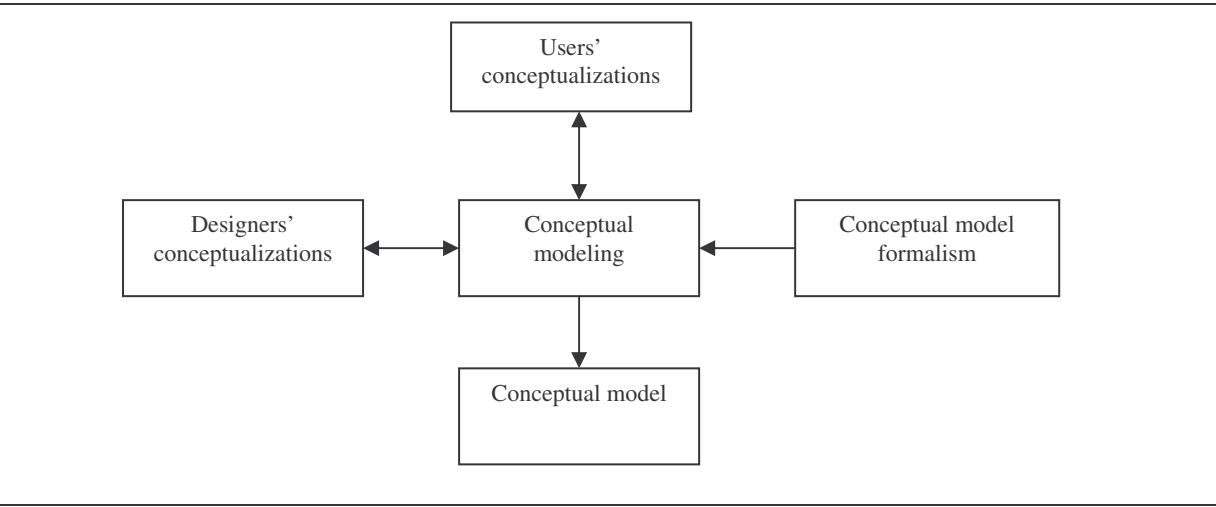 Users’
conceptualizations
Designers’
conceptualizations
Conceptual
modeling
Conceptual model
formalism
Conceptual model